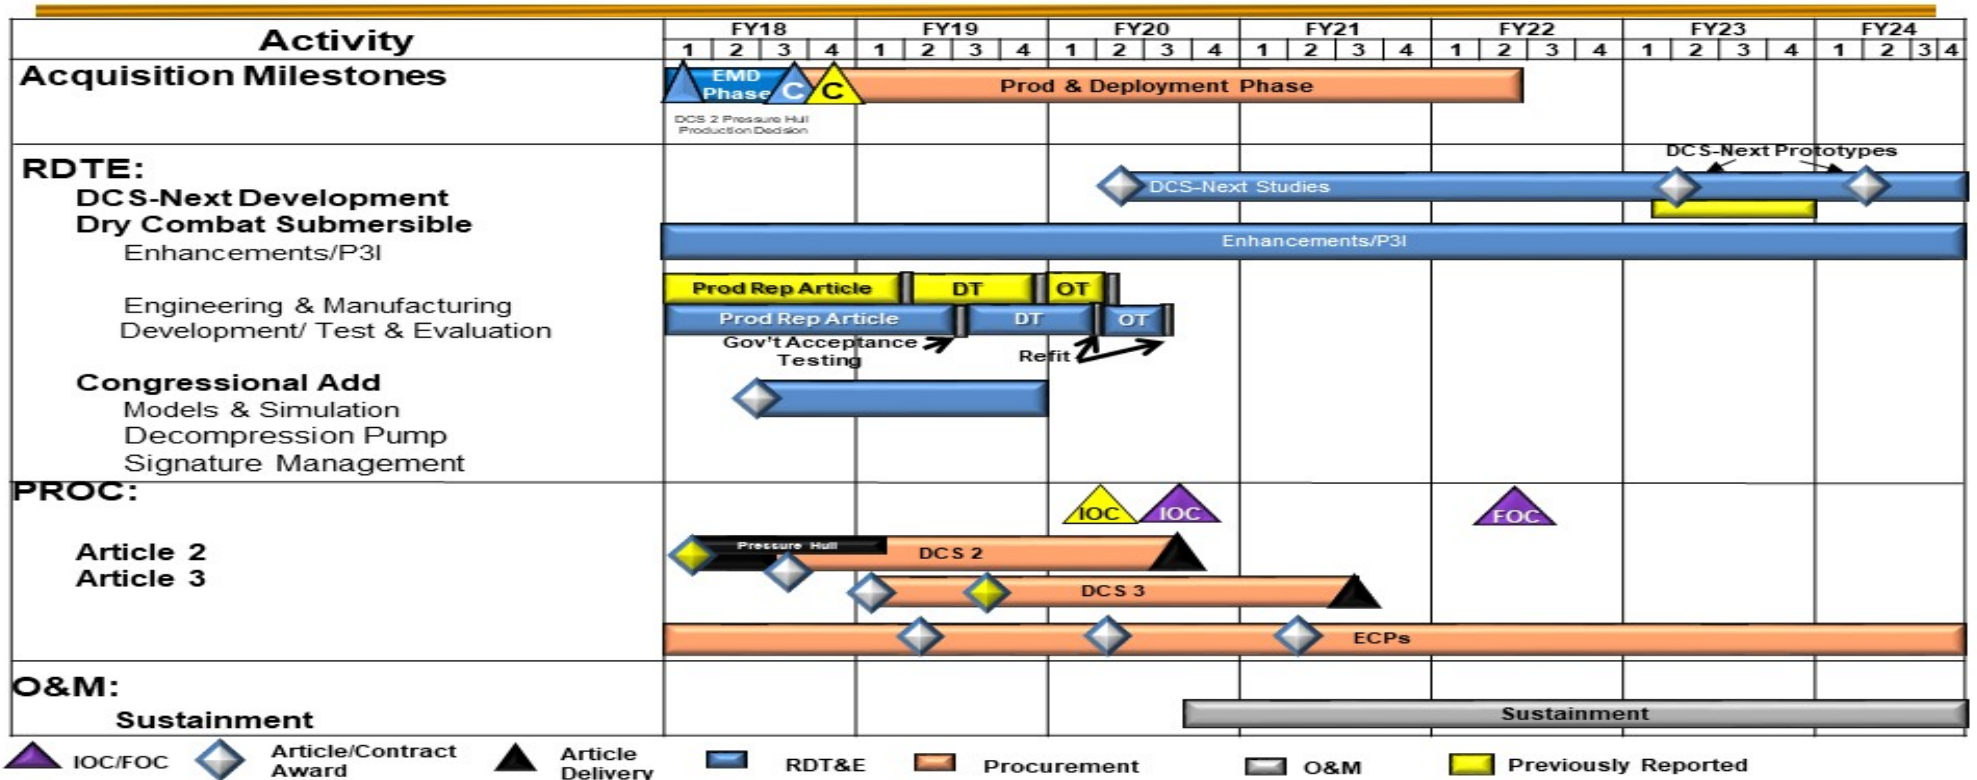 Activity
FY18 FY19 FY20 FY21 FY22 FY23 FY24
1 2 3 4 1 2 3 4 1 2 3 4 1 2 3 4 1 2 3 4 1 2 3 4 1 2 3 4
Acquisition Milestones
EMD
Phase
C
C
Prod & Deployment Phase
DCS 2 Pressure Hull
Production Decision
RDTE:
DCS-Next Prototypes
DCS-Next Development
DCS-Next Studies
Dry Combat Submersible
Enhancements/P3I
Enhancements/P3I
Prod Rep Article DT OT
Engineering & Manufacturing
Development/ Test & Evaluation
Prod Rep Article DT OT
Gov't Acceptance
Testing
Refit
Congressional Add
Models & Simulation
Decompression Pump
Signature Management
PROC:
IOC IOC FOC
Article 2
Pressure Hull
DCS 2
Article 3
DCS 3
ECPs
O&M:
Sustainment
Sustainment
IOC/FOC
Article/Contract
Award
Article
Delivery
RDT&E
Procurement
O&M
Previously Reported